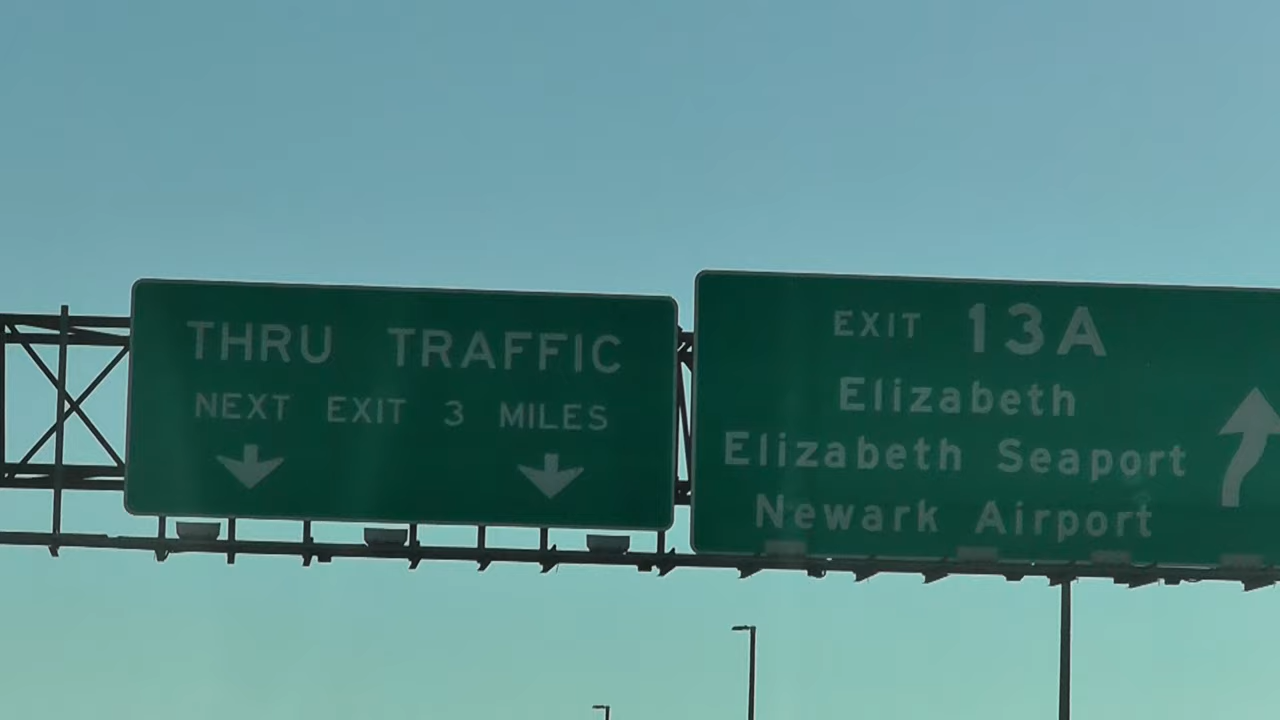 THRU TRAFFIC
NEXT EXIT 3 MILES
EXIT 13A
Elizabeth
Elizabeth Seaport
Newark Airport